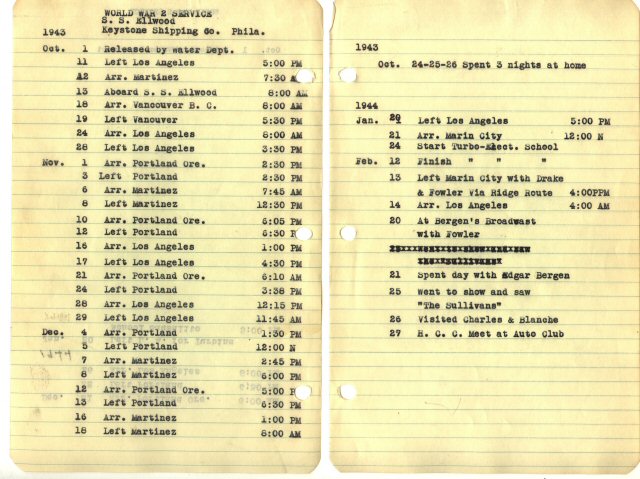 WORLD WAR 2 SERVICE
S. S. Ellwood
1943 Keystone Shipping Co. Phila.
Oct. 1 Released by water Dept.
11 Left Los Angeles 5:00 PM
12 Arr. Martinez 7:30 A
13 Aboard S. S. Ellwood 8:00 AM
18 Arr. Vancouver B. C. 8:00 AM
19 Left Vancouver 5:30 PM
24 Arr. Los Angeles 8:00 AM
28 Left Los Angeles 3:30 PM
Nov. 1 Arr. Portland Ore. 2:30 PM
3 Left Portland 2:30 PM
6 Arr. Martinez 7:45 AM
8 Left Martinez 12:30 PM
10 Arr. Portland Ore. 6:05 PM
12 Left Portland 6:30 P
16 Arr. Los Angeles 1:00 PM
17 Left Los Angeles 4:30 PM
21 Arr. Portland Ore. 6:10 AM
24 Left Portland 3:38 PM
28 Arr. Los Angeles 12:15 PM
29 Left Los Angeles 11:45 AM
Dec. 4 Arr. Portland 1:30 PM
5 Left Portland 12:00 N
1944
7 Arr. Martinez 2:45 PM
8 Left Martinez 6:00 PM
12 Arr. Portland Ore. 5:00 P
13 Left Portland 6:30 PM
16 Arr. Martinez 1:00 PM
18 Left Martinez 8:00 AM
1943
Oct. 24-25-26 Spent 3 nights at home
1944
Jan. 20 Left Los Angeles 5:00 PM
21 Arr. Marin City 12:00 N
24 Start Turbo-Elect. School
Feb. 12 Finish " " "
13 Left Marin City with Drake
& Fowler Via Ridge Route 4:00PPM
14 Arr. Los Angeles 4:00 AM
20 At Bergen's Broadwast
with Fowler
21 Spent day with Edgar Bergen
25 Went to show and saw
"The Sullivans"
26 Visited Charles & Blanche
27 H. C. C. Meet at Auto Club